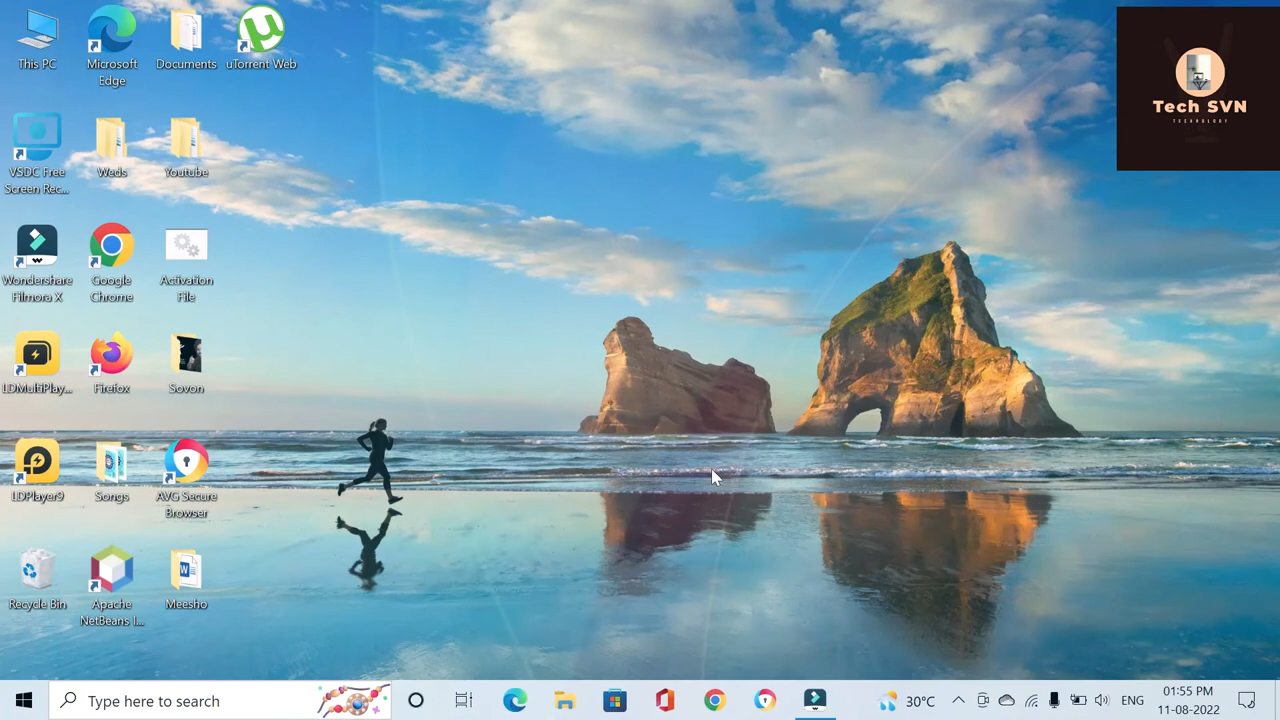 This PC
Microsoft
Edge
Documents
uTorrent Web
Tech SVN
TECHNOLOGY
VSDC Free
Screen Rec...
Weds
Youtube
Wondershare
Filmora X
Google
Chrome
Activation
File
LDMultiPlay...
Firefox
Sovon
LDPlayer9
Songs
AVG Secure
Browser
Recycle Bin
Apache
NetBeans I...
Meesho
Type here to search
30°C
ENG
01:55 PM
11-08-2022